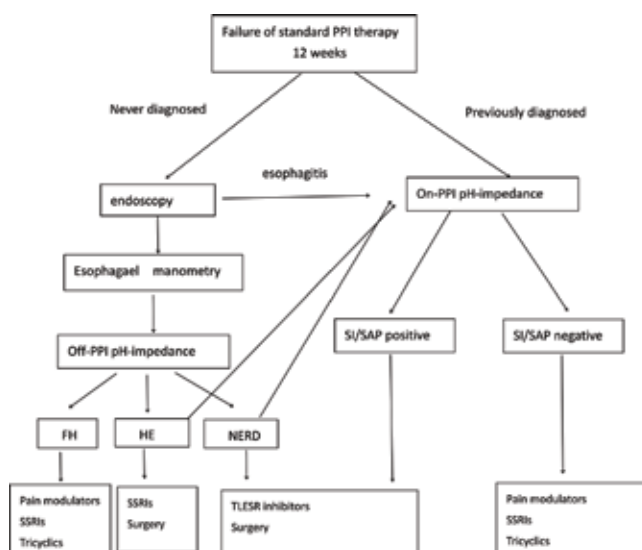 Failure of standard PPI therapy
12 weeks
Never diagnosed
Previously diagnosed
esophagitis
endoscopy
On-PPI pH-impedance
Esophagael manometry
Off-PPI pH-impedance
SI/SAP positive
SI/SAP negative
FH
HE
NERD
Pain modulators
SSRIs
Tricyclics
SSRIs
Surgery
TLESR inhibitors
Surgery
Pain modulators
SSRIs
Tricyclics